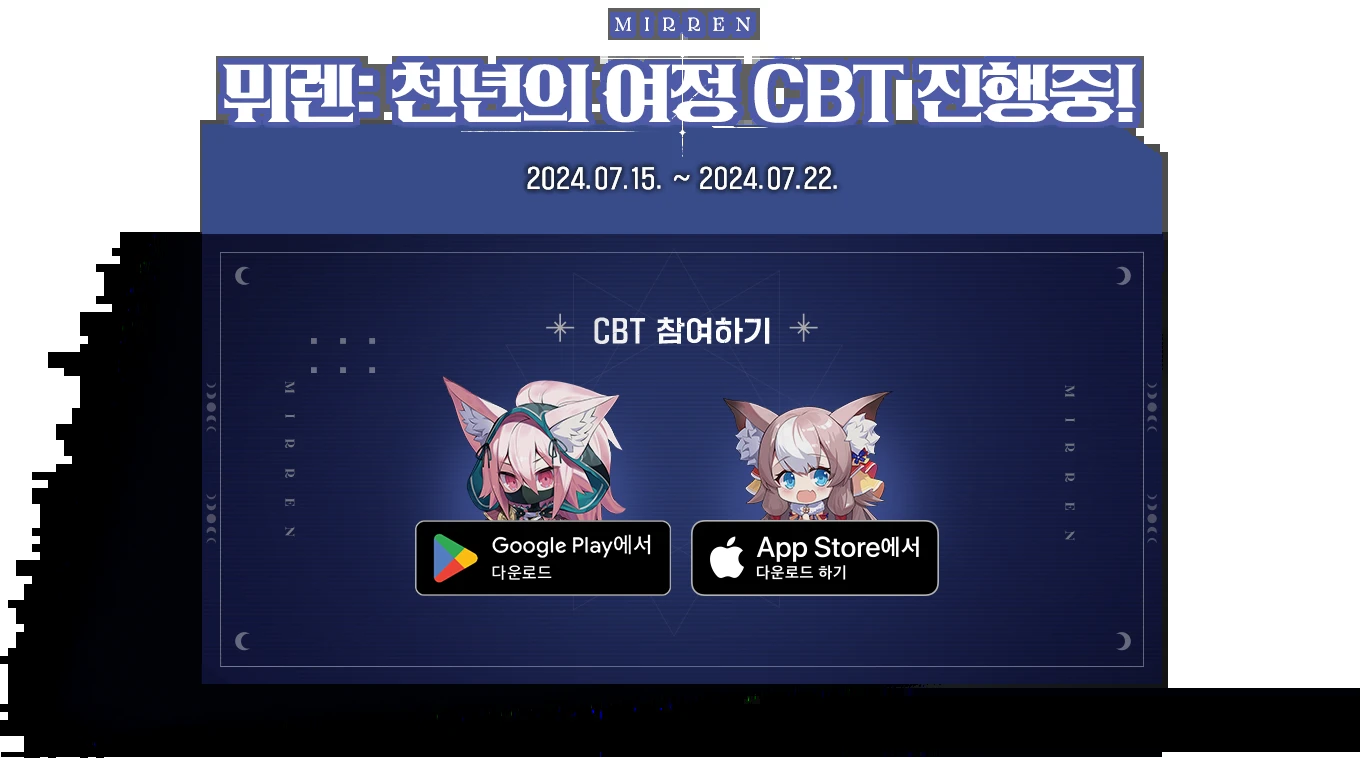 MIRREN
뮈렌: 천년의 여정 CBT 진행중!
2024.07.15. ~ 2024.07.22.
CBT 참여하기
MIRREN
MIRREN
Google Play에서
다운로드
App Store에서
다운로드 하기